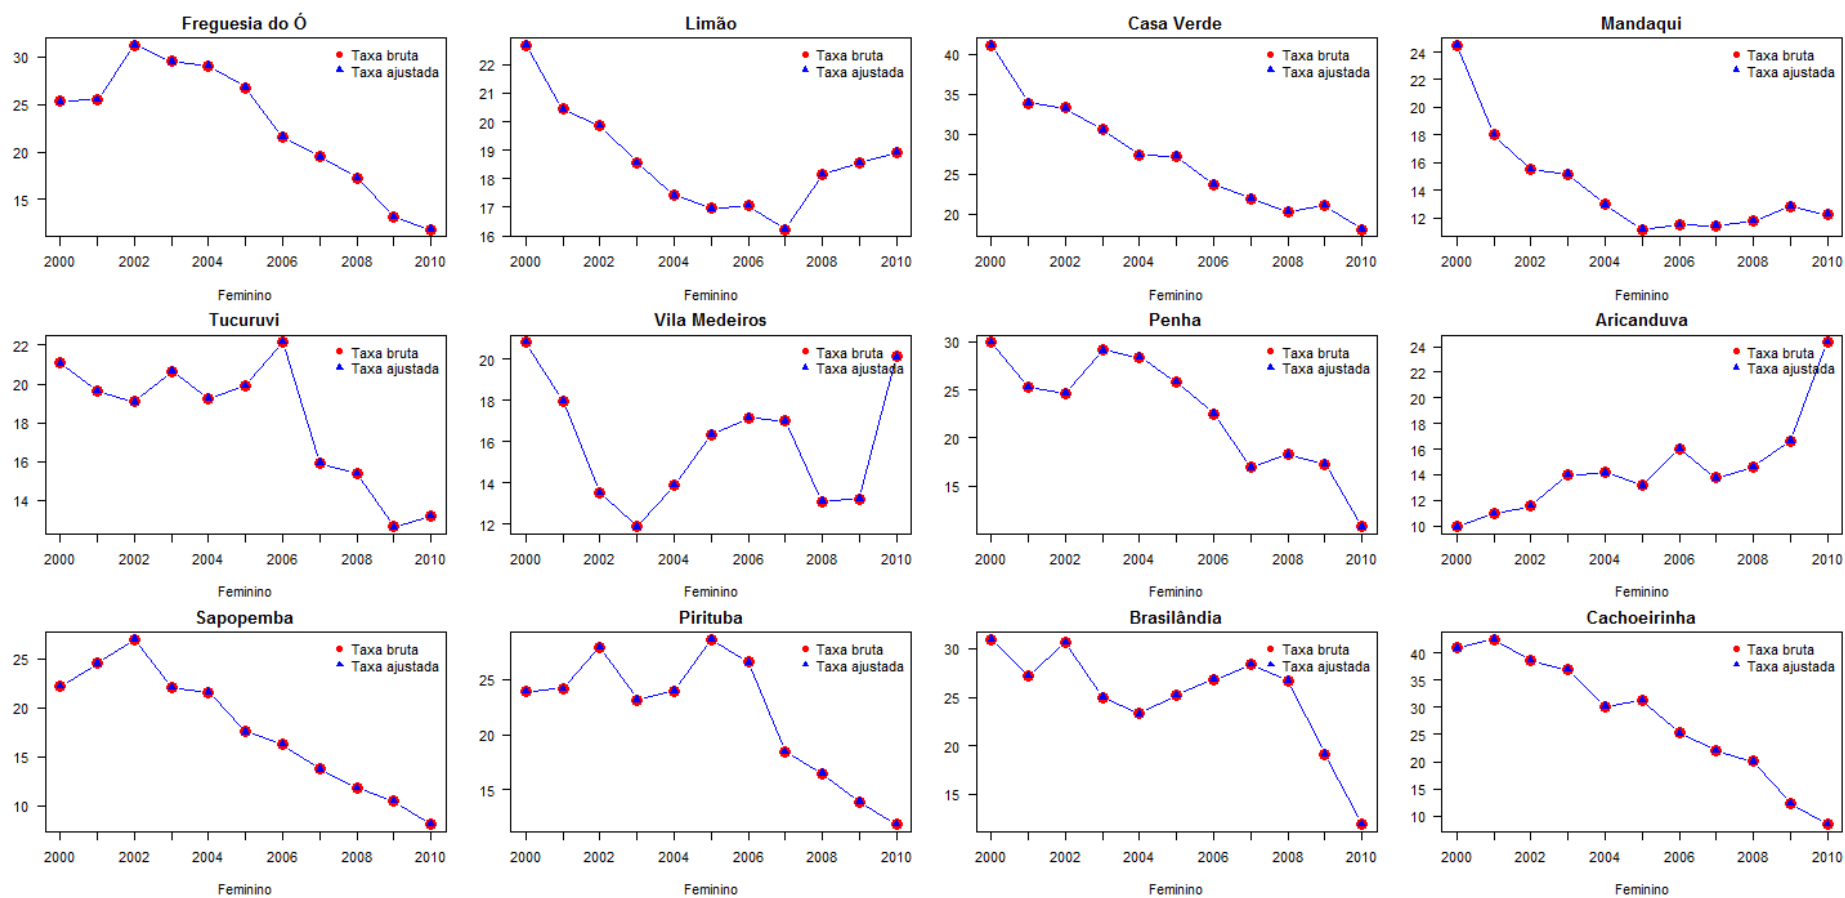 Freguesia do Ó
Taxa bruta
Taxa ajustada
30
25
20
15
2000 2002 2004 2006 2008 2010
Feminino
Limão
Taxa bruta
Taxa ajustada
22
21
20
19
18
17
16
2000 2002 2004 2006 2008 2010
Feminino
Casa Verde
Taxa bruta
Taxa ajustada
40
35
30
25
20
2000 2002 2004 2006 2008 2010
Feminino
Mandaqui
Taxa bruta
Taxa ajustada
24
22
20
18
16
14
12
2000 2002 2004 2006 2008 2010
Feminino
Tucuruvi
Taxa bruta
Taxa ajustada
22
20
18
16
14
2000 2002 2004 2006 2008 2010
Feminino
Vila Medeiros
Taxa bruta
Taxa ajustada
20
18
16
14
12
2000 2002 2004 2006 2008 2010
Feminino
Penha
Taxa bruta
Taxa ajustada
30
25
20
15
2000 2002 2004 2006 2008 2010
Feminino
Aricanduva
Taxa bruta
Taxa ajustada
24
22
20
18
16
14
12
10
2000 2002 2004 2006 2008 2010
Feminino
Sapopemba
Taxa bruta
Taxa ajustada
25
20
15
10
2000 2002 2004 2006 2008 2010
Feminino
Pirituba
Taxa bruta
Taxa ajustada
25
20
15
2000 2002 2004 2006 2008 2010
Feminino
Brasilândia
Taxa bruta
Taxa ajustada
30
25
20
15
2000 2002 2004 2006 2008 2010
Feminino
Cachoeirinha
Taxa bruta
Taxa ajustada
40
35
30
25
20
15
10
2000 2002 2004 2006 2008 2010
Feminino